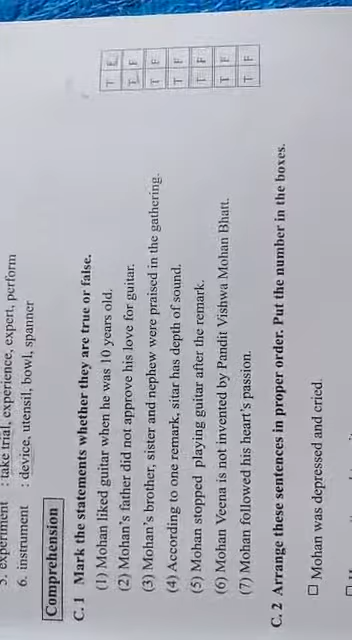 5. experiment : take trial, experience, expert, perform
6. instrument : device, utensil, bowl, spanner
Comprehension
C.1 Mark the statements whether they are true or false.
(1) Mohan liked guitar when he was 10 years old. T F
(2) Mohan's father did not approve his love for guitar. T F
(3) Mohan's brother, sister and nephew were praised in the gathering. T F
(4) According to one remark, sitar has depth of sound. T F
(5) Mohan stopped playing guitar after the remark. T F
(6) Mohan Veena is not invented by Pandit Vishwa Mohan Bhatt. T F
(7) Mohan followed his heart's passion. T F
C. 2 Arrange these sentences in proper order. Put the number in the boxes.
☐ Mohan was depressed and cried.